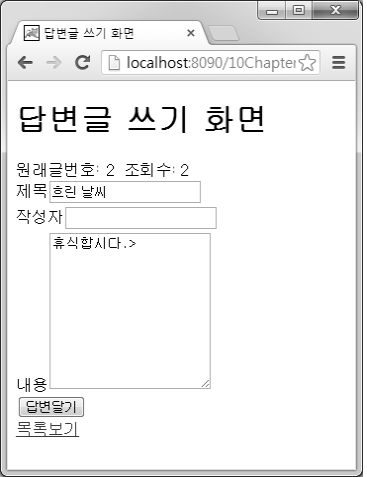 답변글 쓰기 화면
localhost:8090/10Chapter
답변글 쓰기 화면
원래글번호: 2 조회수: 2
제목 흐린 날씨
작성자
휴식합시다.>
내용
답변달기
목록보기